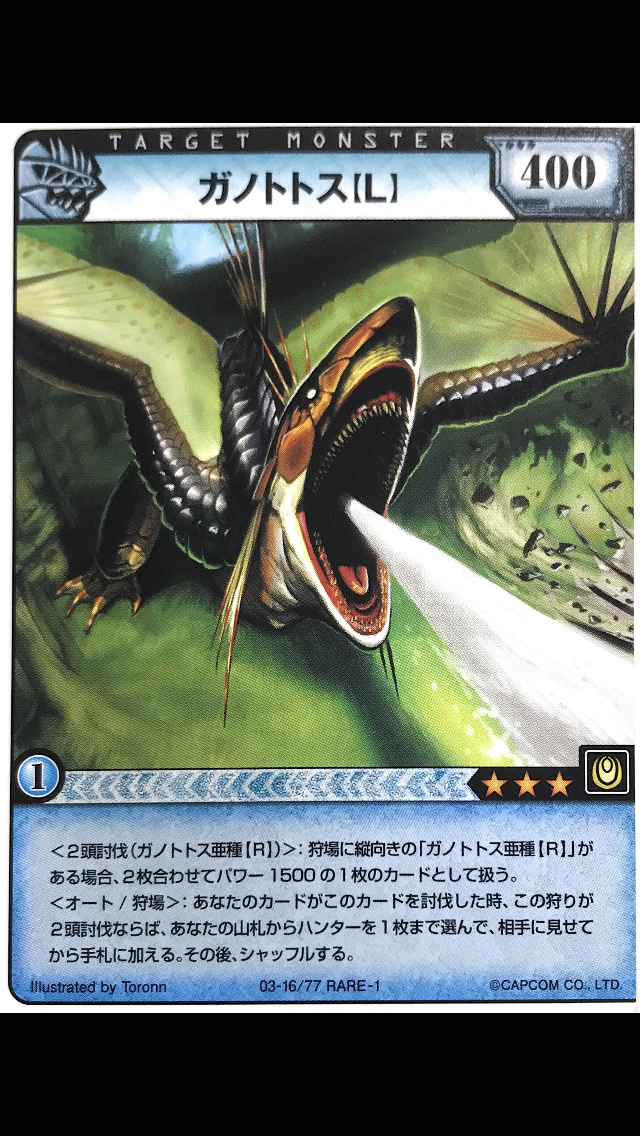 TARGET MONSTER
ガノトトス【L】
400
1
<2頭討伐(ガノトトス亜種【R】)>:狩場に縦向きの「ガノトトス亜種【R】」が
ある場合、2枚合わせてパワー1500の1枚のカードとして扱う。
<オート/狩場>:あなたのカードがこのカードを討伐した時、この狩りが
2頭討伐ならば、あなたの山札からハンターを1枚まで選んで、相手に見せて
から手札に加える。その後、シャッフルする。
Illustrated by Toronn 03-16/77 RARE-1 ©CAPCOM CO., LTD.